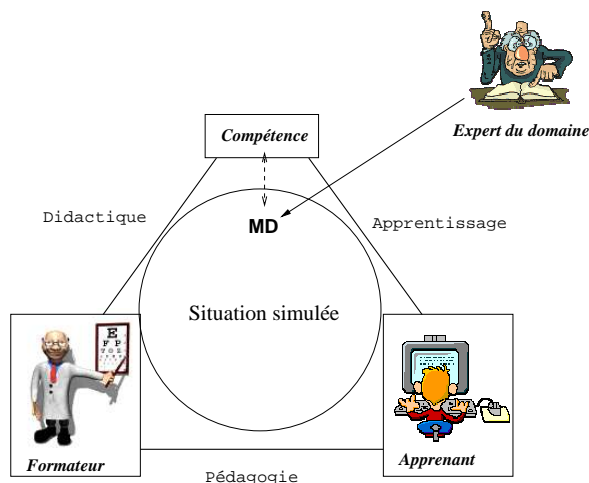 Expert du domaine
Compétence
Didactique
Apprentissage
MD
Situation simulée
E
F P
Formateur
Apprenant
Pédagogie